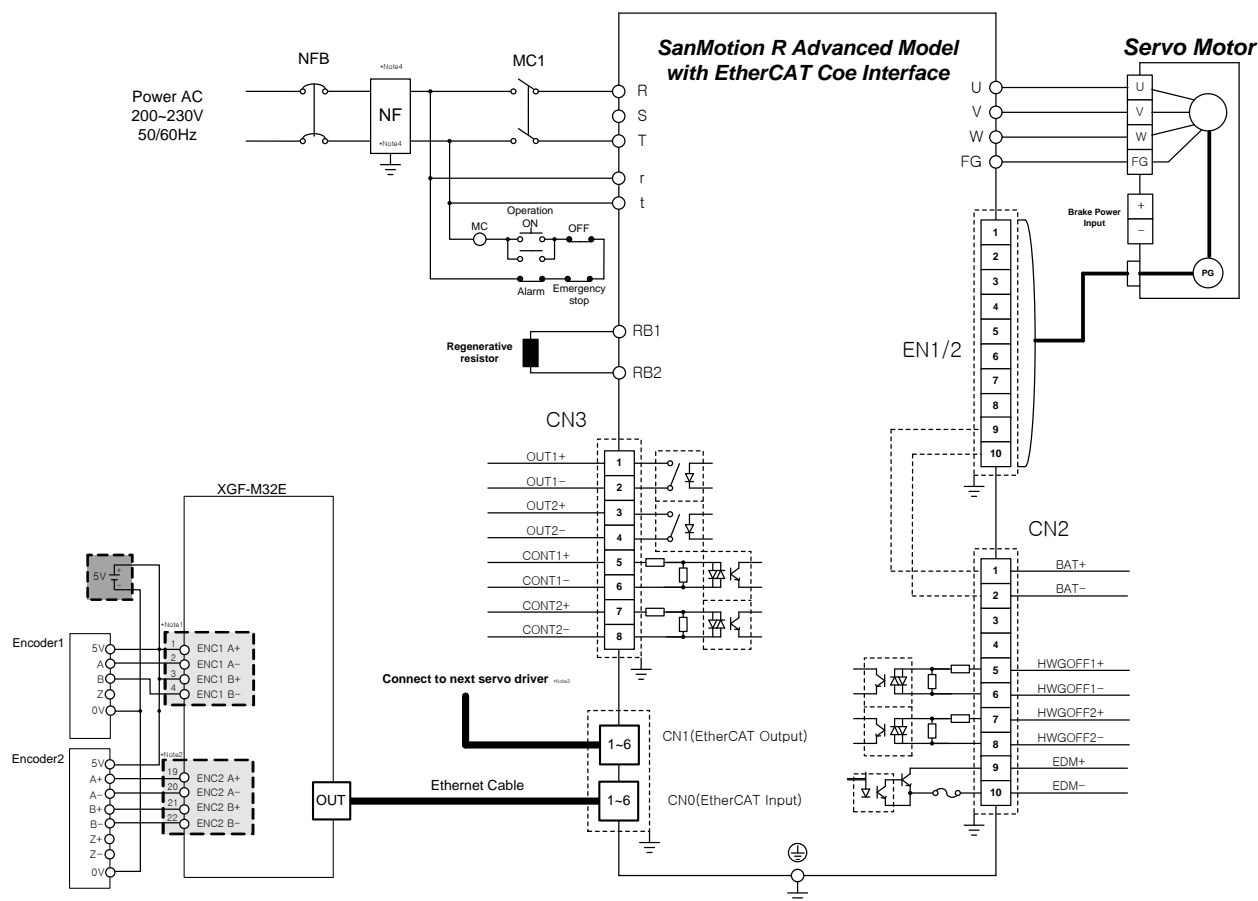 SanMotion R Advanced Model
with EtherCAT Coe Interface
Servo Motor
NFB
*Note4
MC1
Power AC
200~230V
50/60Hz
NF
*Note4
R
S
T
r
t
U
V
W
FG
U
V
W
FG
Brake Power
Input
+
−
PG
Operation
ON
MC
OFF
Alarm
Emergency
stop
Regenerative
resistor
RB1
RB2
EN1/2
1
2
3
4
5
6
7
8
9
10
CN3
OUT1+
1
OUT1−
2
OUT2+
3
OUT2−
4
CONT1+
5
CONT1−
6
CONT2+
7
CONT2−
8
CN2
1
BAT+
2
BAT−
3
4
5
HWGOFF1+
6
HWGOFF1−
7
HWGOFF2+
8
HWGOFF2−
9
EDM+
10
EDM−
XGF-M32E
5V
+
−
Encoder1
5V
A
B
Z
0V
*Note1
1 ENC1 A+
2 ENC1 A−
3 ENC1 B+
4 ENC1 B−
Encoder2
5V
A+
A−
B+
B−
Z+
Z−
0V
*Note2
19 ENC2 A+
20 ENC2 A−
21 ENC2 B+
22 ENC2 B−
OUT
Ethernet Cable
Connect to next servo driver *Note3
1~6
CN1(EtherCAT Output)
1~6
CN0(EtherCAT Input)